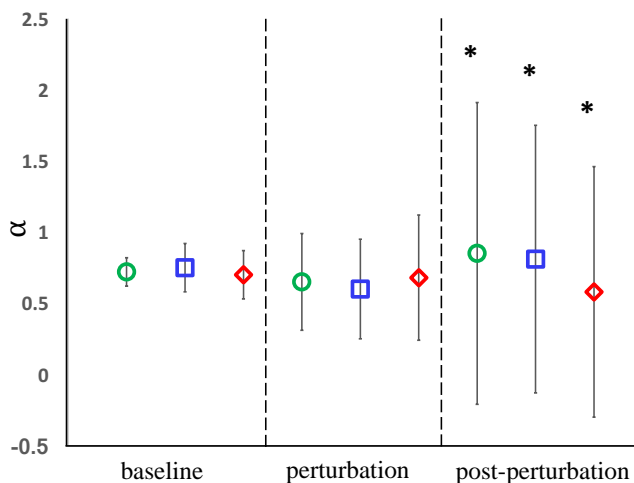 2.5
2
1.5
1
0.5
0
-0.5
α
* * *
baseline perturbation post-perturbation